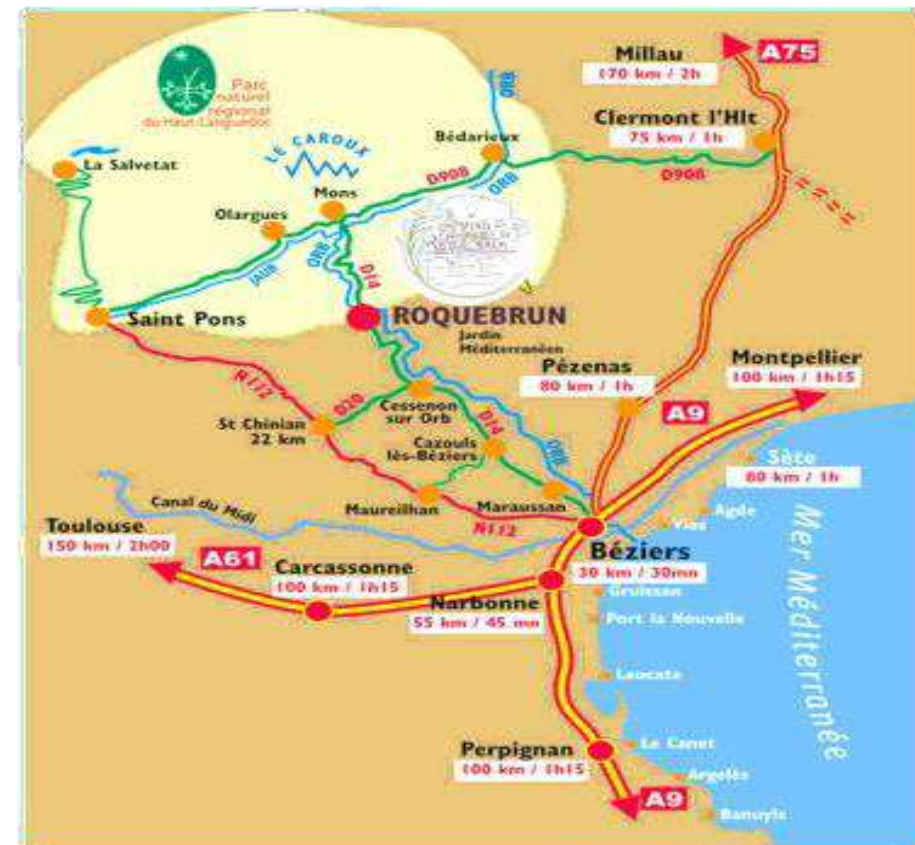 Millau
170 km / 2h
A75
Parc
naturel
régional
du Haut-Languedoc
ORB
Clermont l'Hlt
75 km / 1h
LE CAROUX
Bédarieux
La Salvetat
D908
ORB
D908
Mons
Olargues
ORB
JAUR
D14
Saint Pons
ROQUEBRUN
Jardin
Méditerranéen
Pézenas
80 km / 1h
Montpellier
100 km / 1h15
N112
D20
Cessenon
sur Orb
A9
St Chinian
22 km
D14
Cazouls
lès-Béziers
ORB
Sète
80 km / 1h
Canal du Midi
Maureilhan
Maraussan
Agde
Vias
N112
Toulouse
150 km / 2h00
A61
Béziers
30 km / 30mn
Mer Méditerranée
Carcassonne
100 km / 1h15
Narbonne
55 km / 45 mn
Gruissan
Port la Nouvelle
Laocate
Perpignan
100 km / 1h15
Le Canet
Argelès
A9
Banuyls